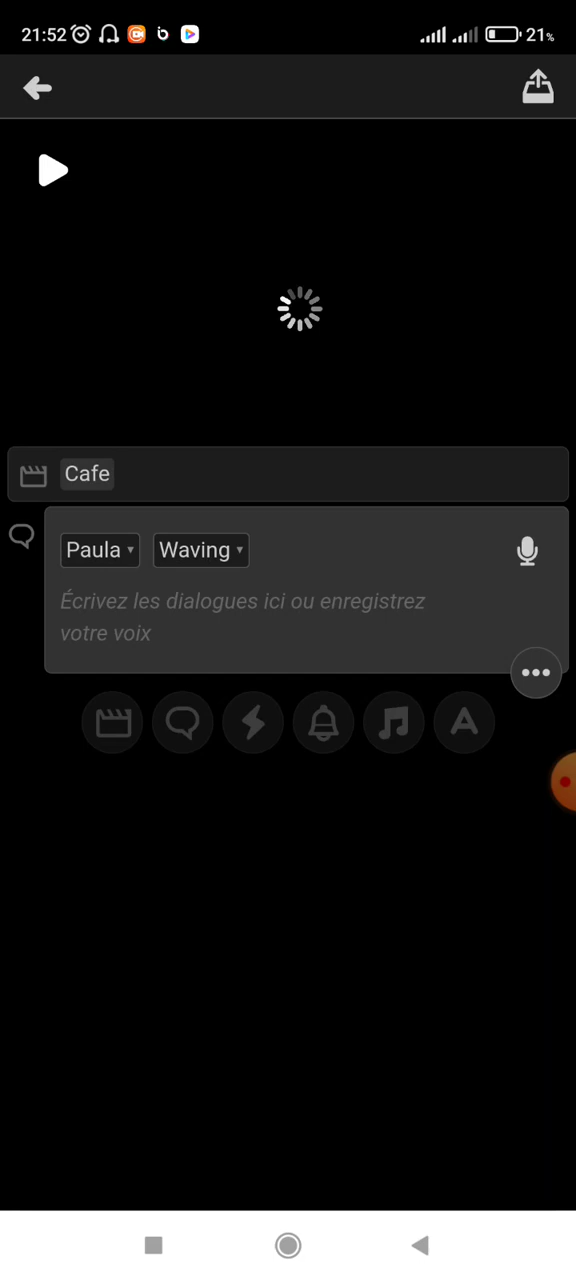 21:52 21%
Cafe
Paula Waving
Écrivez les dialogues ici ou enregistrez
votre voix